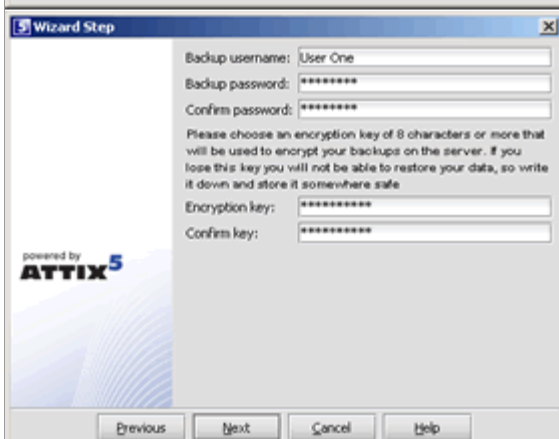 5 Wizard Step
Backup username: User One
Backup password: ********
Confirm password: ********
Please choose an encryption key of 8 characters or more that
will be used to encrypt your backups on the server. If you
lose this key you will not be able to restore your data, so write
it down and store it somewhere safe
Encryption key: **********
Confirm key: **********
powered by
ATTIX5
Previous Next Cancel Help